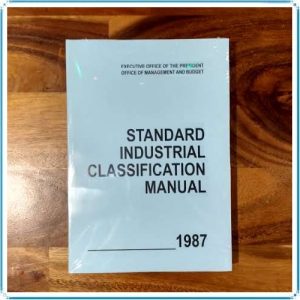 EXECUTIVE OFFICE OF THE PRESIDENT
OFFICE OF MANAGEMENT AND BUDGET
STANDARD
INDUSTRIAL
CLASSIFICATION
MANUAL
1987